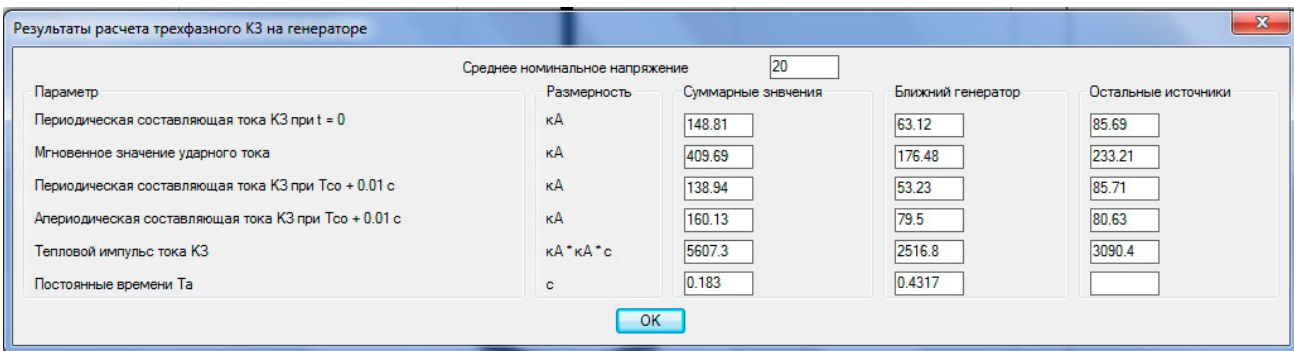 Результаты расчета трехфазного КЗ на генераторе
Среднее номинальное напряжение 20
Параметр Размерность Суммарные знвчения Ближний генератор Остальные источники
Периодическая составляющая тока КЗ при t = 0 кА 148.81 63.12 85.69
Мгновенное значение ударного тока кА 409.69 176.48 233.21
Периодическая составляющая тока КЗ при Тсо + 0.01 с кА 138.94 53.23 85.71
Апериодическая составляющая тока КЗ при Тсо + 0.01 с кА 160.13 79.5 80.63
Тепловой импульс тока КЗ кА * кА * с 5607.3 2516.8 3090.4
Постоянные времени Та с 0.183 0.4317
OK